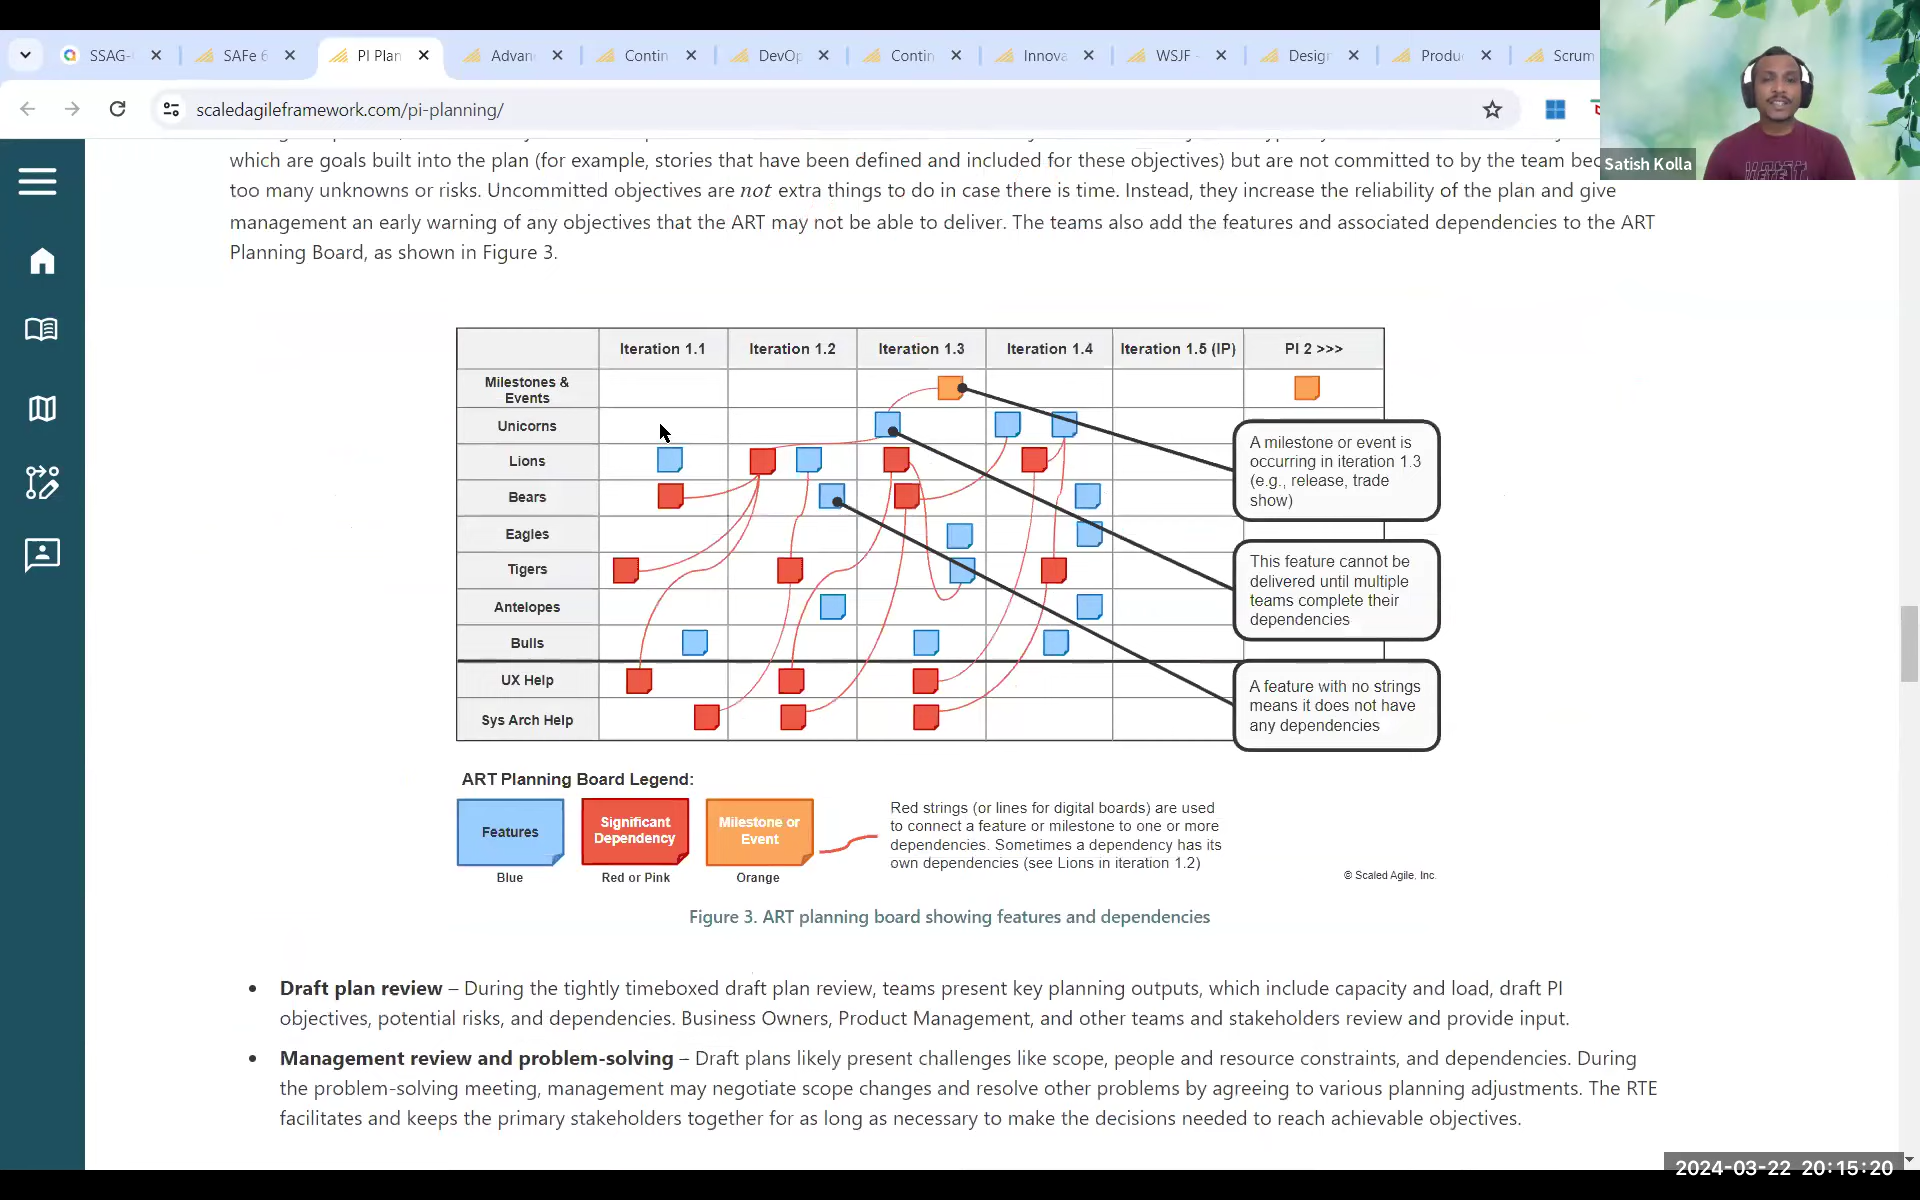 SSAG-
SAFe 6
PI Plan
Advan
Contin
DevOp
Contin
Innova
WSJF -
Design
Produc
Scrum
scaledagileframework.com/pi-planning/
Satish Kolla
which are goals built into the plan (for example, stories that have been defined and included for these objectives) but are not committed to by the team bec
too many unknowns or risks. Uncommitted objectives are not extra things to do in case there is time. Instead, they increase the reliability of the plan and give
management an early warning of any objectives that the ART may not be able to deliver. The teams also add the features and associated dependencies to the ART
Planning Board, as shown in Figure 3.
Iteration 1.1
Iteration 1.2
Iteration 1.3
Iteration 1.4
Iteration 1.5 (IP)
PI 2 >>>
Milestones &
Events
Unicorns
Lions
Bears
Eagles
Tigers
Antelopes
Bulls
UX Help
Sys Arch Help
A milestone or event is
occurring in iteration 1.3
(e.g., release, trade
show)
This feature cannot be
delivered until multiple
teams complete their
dependencies
A feature with no strings
means it does not have
any dependencies
ART Planning Board Legend:
Features
Significant
Dependency
Milestone or
Event
Blue
Red or Pink
Orange
Red strings (or lines for digital boards) are used
to connect a feature or milestone to one or more
dependencies. Sometimes a dependency has its
own dependencies (see Lions in iteration 1.2)
© Scaled Agile, Inc.
Figure 3. ART planning board showing features and dependencies
• Draft plan review – During the tightly timeboxed draft plan review, teams present key planning outputs, which include capacity and load, draft PI
objectives, potential risks, and dependencies. Business Owners, Product Management, and other teams and stakeholders review and provide input.
• Management review and problem-solving – Draft plans likely present challenges like scope, people and resource constraints, and dependencies. During
the problem-solving meeting, management may negotiate scope changes and resolve other problems by agreeing to various planning adjustments. The RTE
facilitates and keeps the primary stakeholders together for as long as necessary to make the decisions needed to reach achievable objectives.
2024-03-22 20:15:20